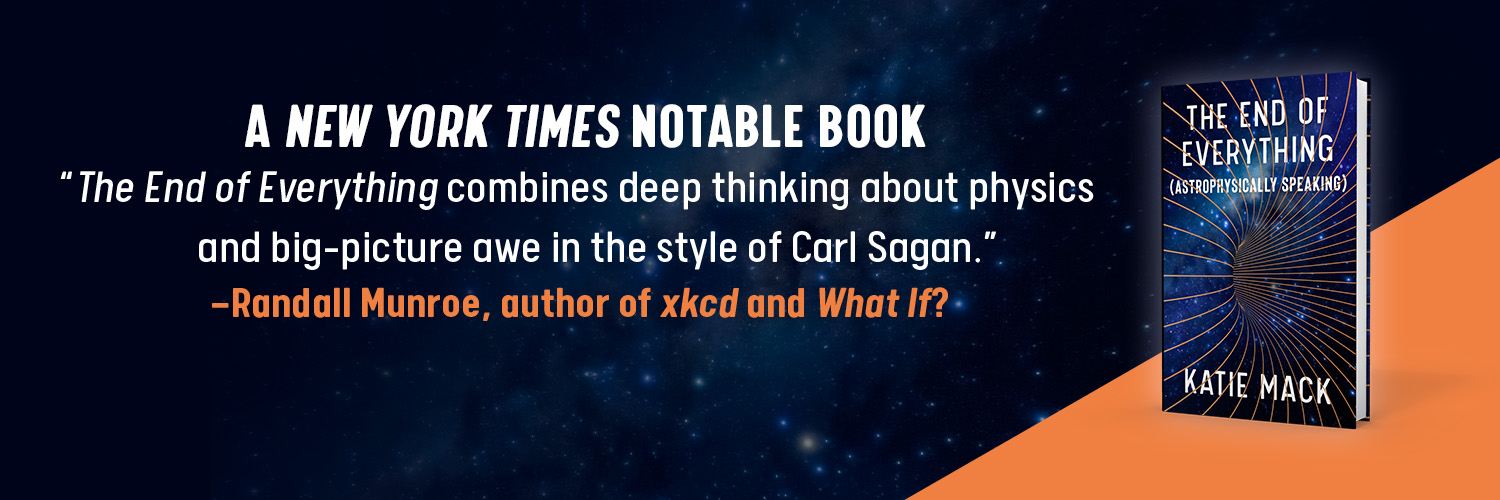 A NEW YORK TIMES NOTABLE BOOK
“The End of Everything combines deep thinking about physics
and big-picture awe in the style of Carl Sagan.”
–Randall Munroe, author of xkcd and What If?
THE END OF
EVERYTHING
(ASTROPHYSICALLY SPEAKING)
KATIE MACK